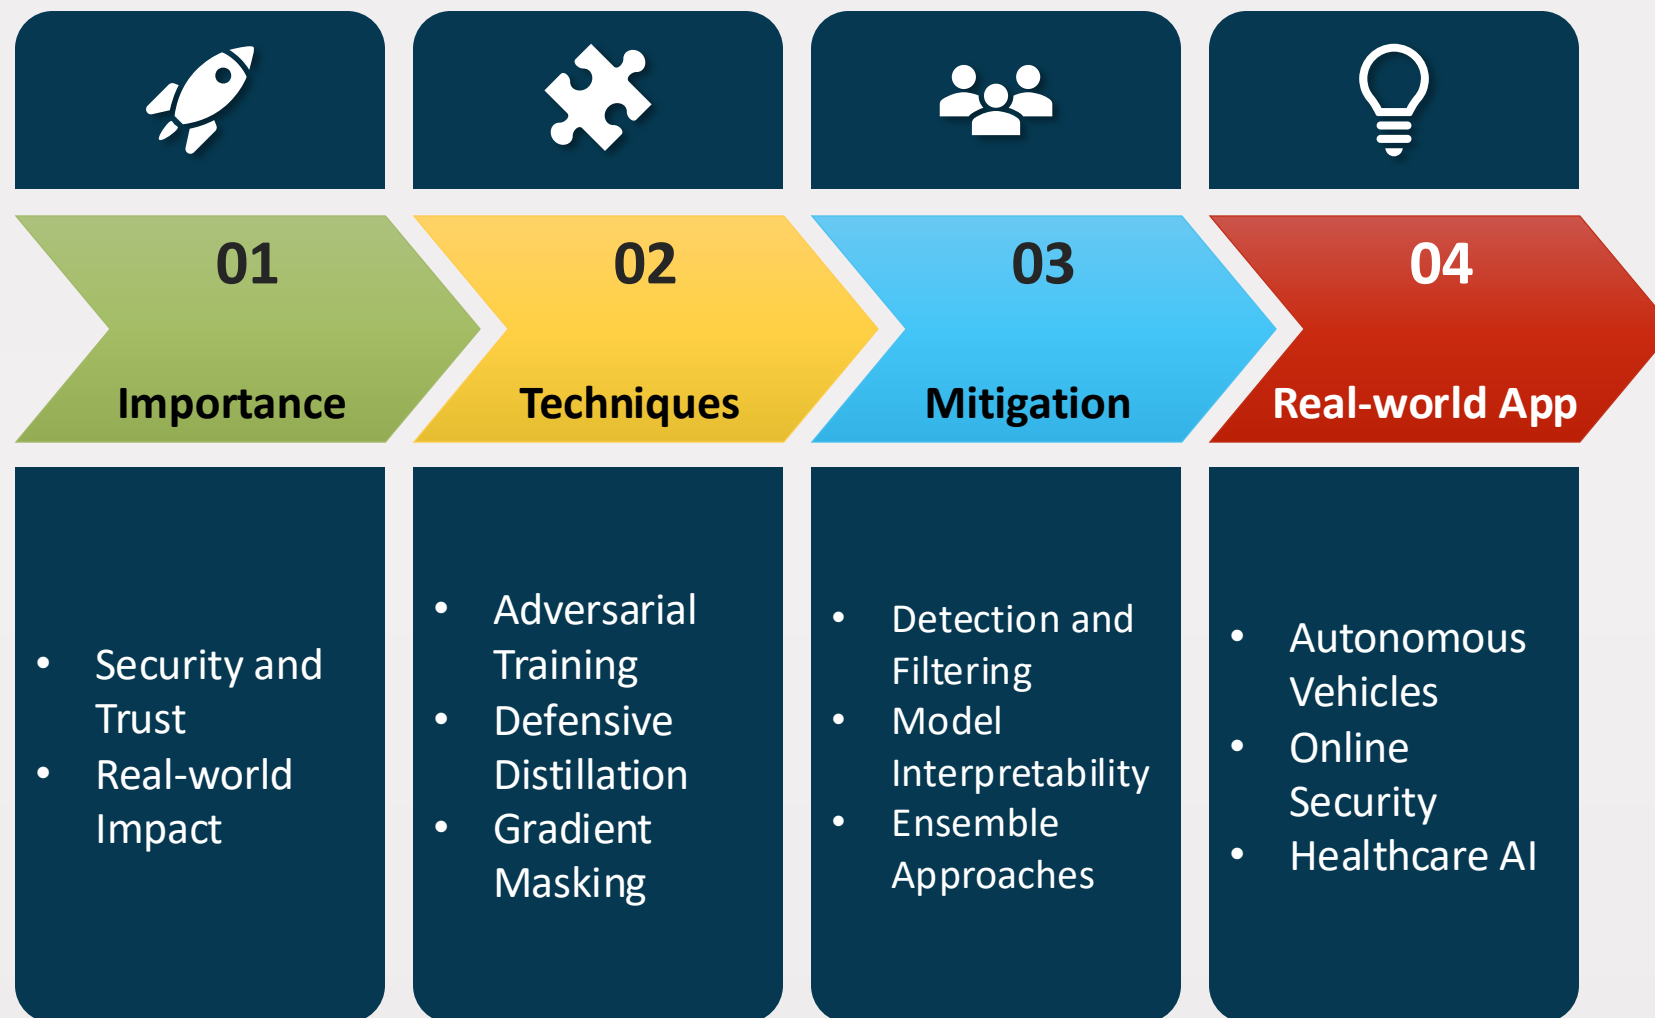 01
Importance
• Security and
Trust
• Real-world
Impact
02
Techniques
• Adversarial
Training
• Defensive
Distillation
• Gradient
Masking
03
Mitigation
• Detection and
Filtering
• Model
Interpretability
• Ensemble
Approaches
04
Real-world App
• Autonomous
Vehicles
• Online
Security
• Healthcare AI